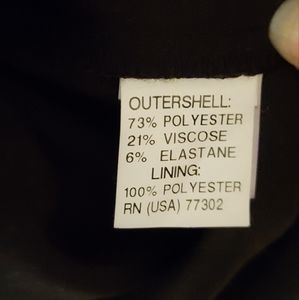 OUTERSHELL:
73% POLYESTER
21% VISCOSE
6% ELASTANE
LINING:
100% POLYESTER
RN (USA) 77302